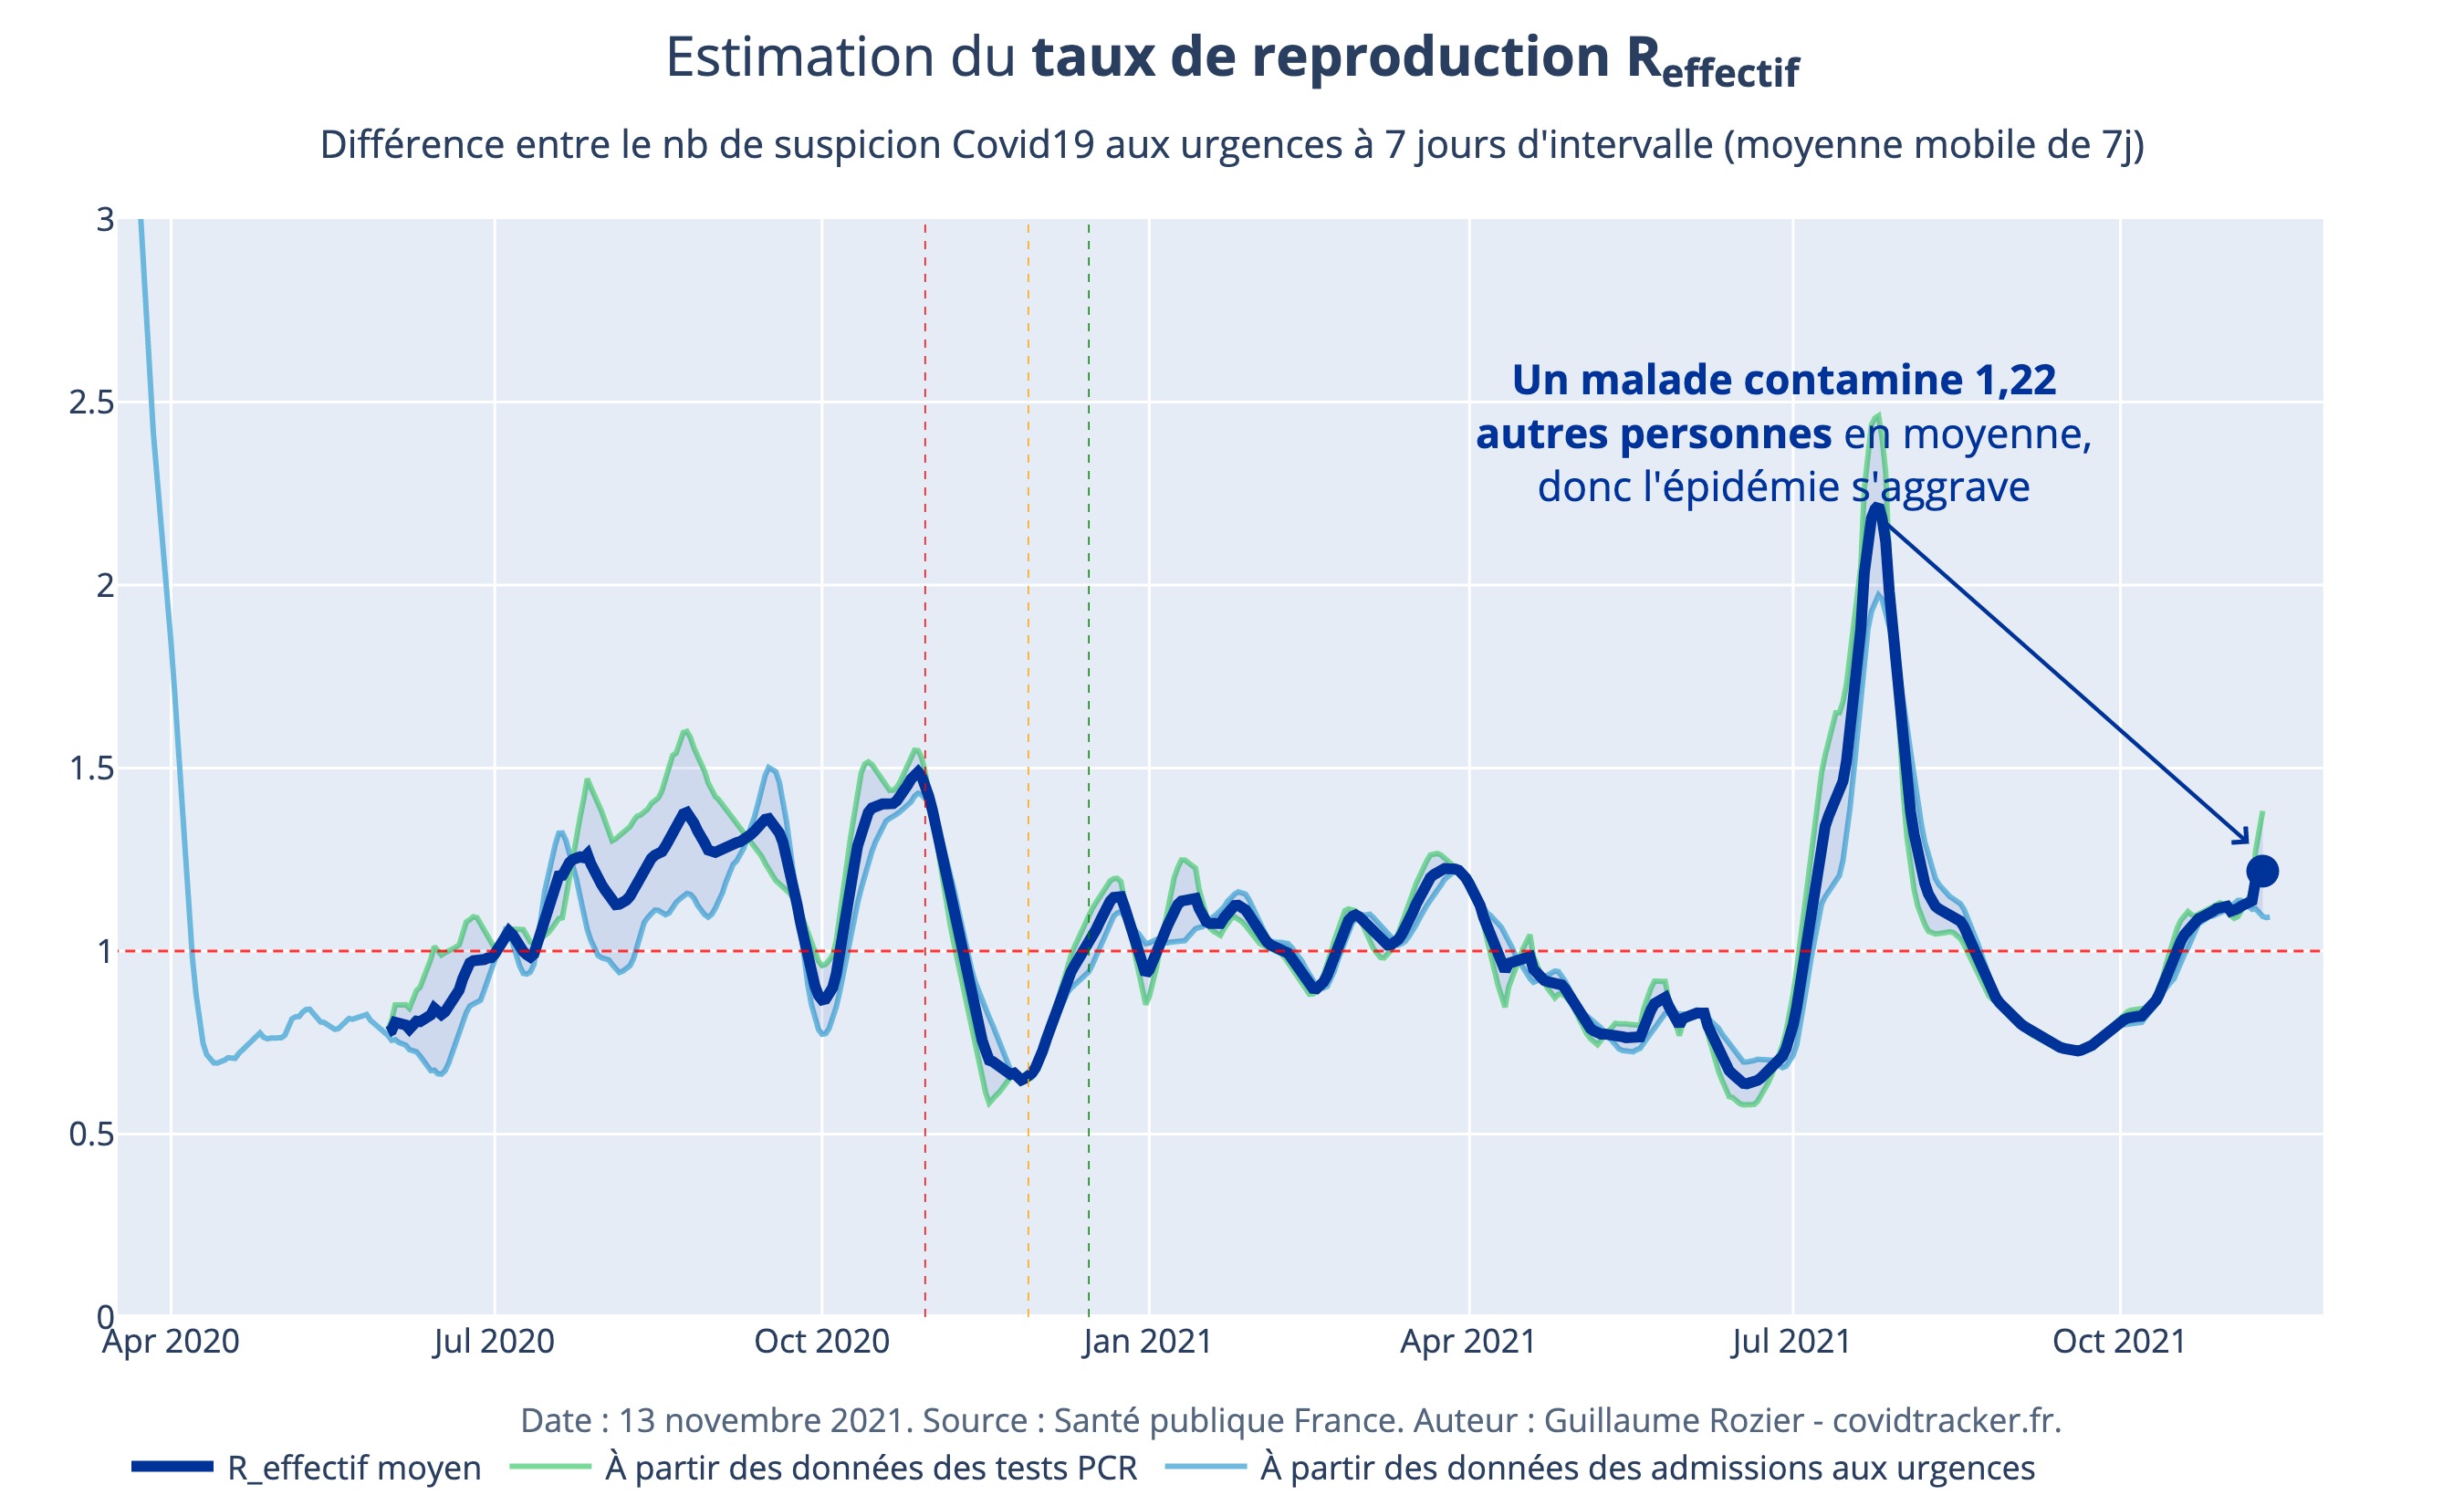 Estimation du taux de reproduction Reffectif
Différence entre le nb de suspicion Covid19 aux urgences à 7 jours d'intervalle (moyenne mobile de 7j)
3
2.5
2
1.5
1
0.5
0
Un malade contamine 1,22
autres personnes en moyenne,
donc l'épidémie s'aggrave
Apr 2020 Jul 2020 Oct 2020 Jan 2021 Apr 2021 Jul 2021 Oct 2021
Date : 13 novembre 2021. Source : Santé publique France. Auteur : Guillaume Rozier - covidtracker.fr.
R_effectif moyen À partir des données des tests PCR À partir des données des admissions aux urgences